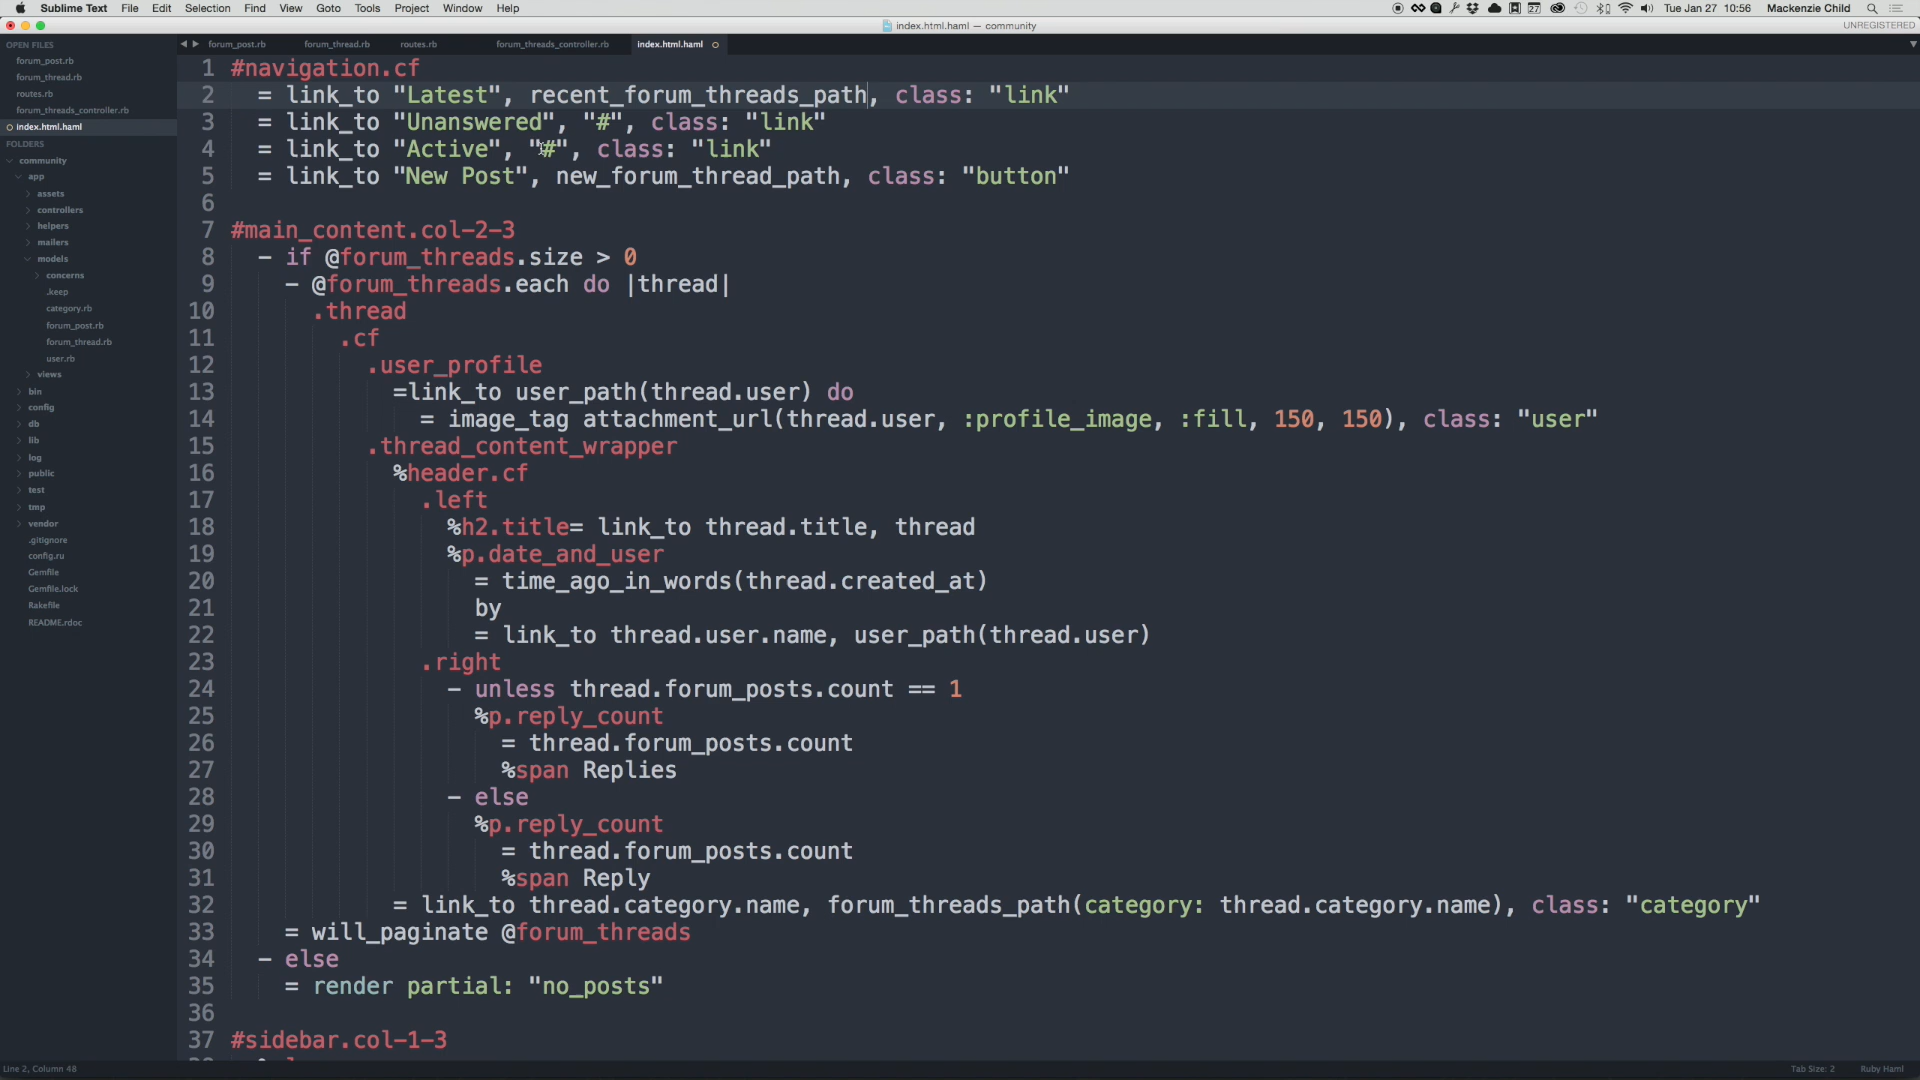 Sublime Text File Edit Selection Find View Goto Tools Project Window Help
Tue Jan 27 10:56 Mackenzie Child
index.html.haml — community
UNREGISTERED
OPEN FILES
forum_post.rb
forum_thread.rb
routes.rb
forum_threads_controller.rb
index.html.haml
FOLDERS
community
app
assets
controllers
helpers
mailers
models
concerns
.keep
category.rb
forum_post.rb
forum_thread.rb
user.rb
views
bin
config
db
lib
log
public
test
tmp
vendor
.gitignore
config.ru
Gemfile
Gemfile.lock
Rakefile
README.rdoc
forum_post.rb forum_thread.rb routes.rb forum_threads_controller.rb index.html.haml
1 #navigation.cf
2 = link_to "Latest", recent_forum_threads_path, class: "link"
3 = link_to "Unanswered", "#", class: "link"
4 = link_to "Active", "#", class: "link"
5 = link_to "New Post", new_forum_thread_path, class: "button"
6
7 #main_content.col-2-3
8 - if @forum_threads.size > 0
9 - @forum_threads.each do |thread|
10 .thread
11 .cf
12 .user_profile
13 =link_to user_path(thread.user) do
14 = image_tag attachment_url(thread.user, :profile_image, :fill, 150, 150), class: "user"
15 .thread_content_wrapper
16 %header.cf
17 .left
18 %h2.title= link_to thread.title, thread
19 %p.date_and_user
20 = time_ago_in_words(thread.created_at)
21 by
22 = link_to thread.user.name, user_path(thread.user)
23 .right
24 - unless thread.forum_posts.count == 1
25 %p.reply_count
26 = thread.forum_posts.count
27 %span Replies
28 - else
29 %p.reply_count
30 = thread.forum_posts.count
31 %span Reply
32 = link_to thread.category.name, forum_threads_path(category: thread.category.name), class: "category"
33 = will_paginate @forum_threads
34 - else
35 = render partial: "no_posts"
36
37 #sidebar.col-1-3
Line 2, Column 48
Tab Size: 2 Ruby Haml